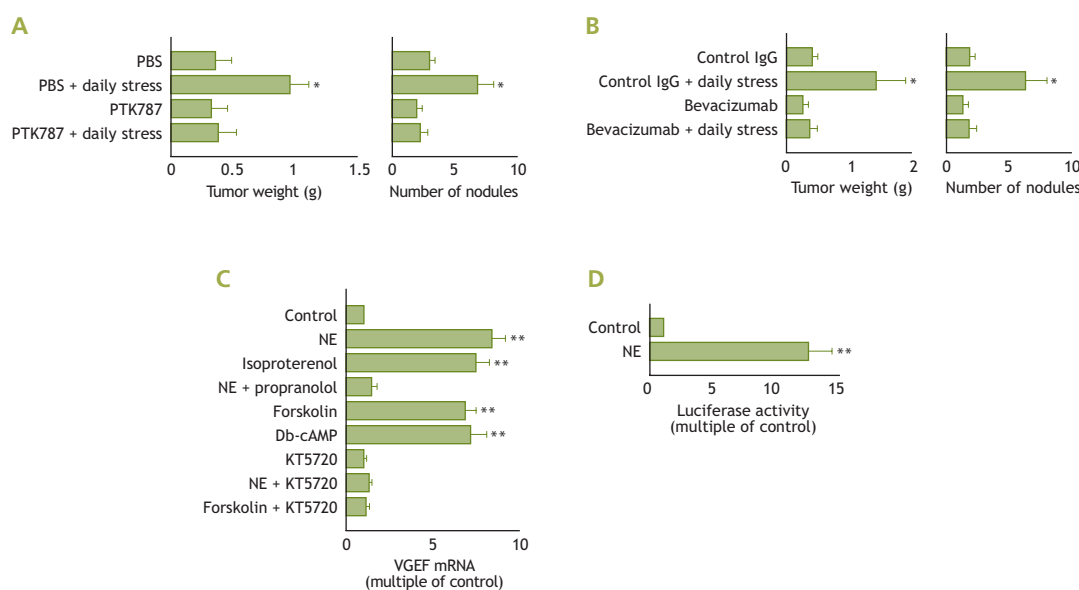 A
PBS
PBS + daily stress
*
*
PTK787
PTK787 + daily stress
0 0.5 1 1.5
0 5 10
Tumor weight (g)
Number of nodules
B
Control IgG
Control IgG + daily stress
*
*
Bevacizumab
Bevacizumab + daily stress
0 1 2
0 5 10
Tumor weight (g)
Number of nodules
C
Control
NE
**
Isoproterenol
**
NE + propranolol
Forskolin
**
Db-cAMP
**
KT5720
NE + KT5720
Forskolin + KT5720
0 5 10
VGEF mRNA
(multiple of control)
D
Control
NE
**
0 5 10 15
Luciferase activity
(multiple of control)